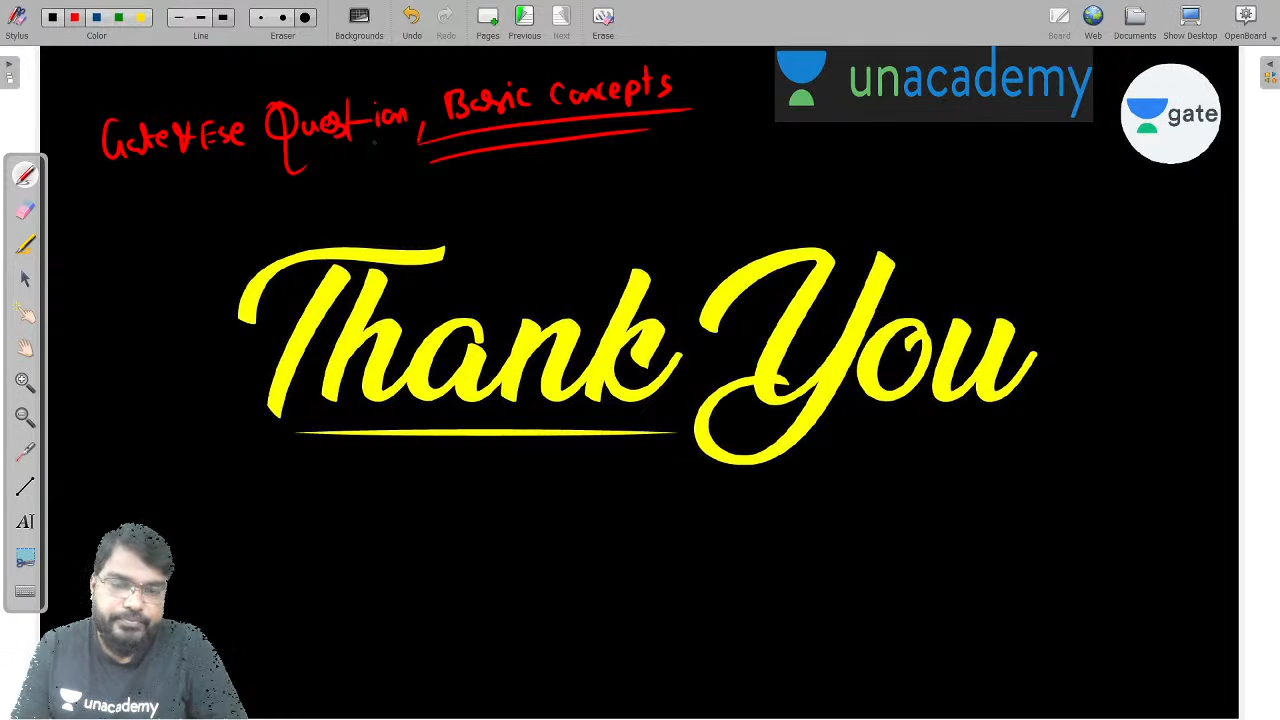 Stylus
Color
Line
Eraser
Backgrounds
Undo
Redo
Pages
Previous
Next
Erase
Board
Web
Documents
Show Desktop
OpenBoard
unacademy
gate
Gate & Ese Question, Basic concepts
Thank You
AI
unacademy